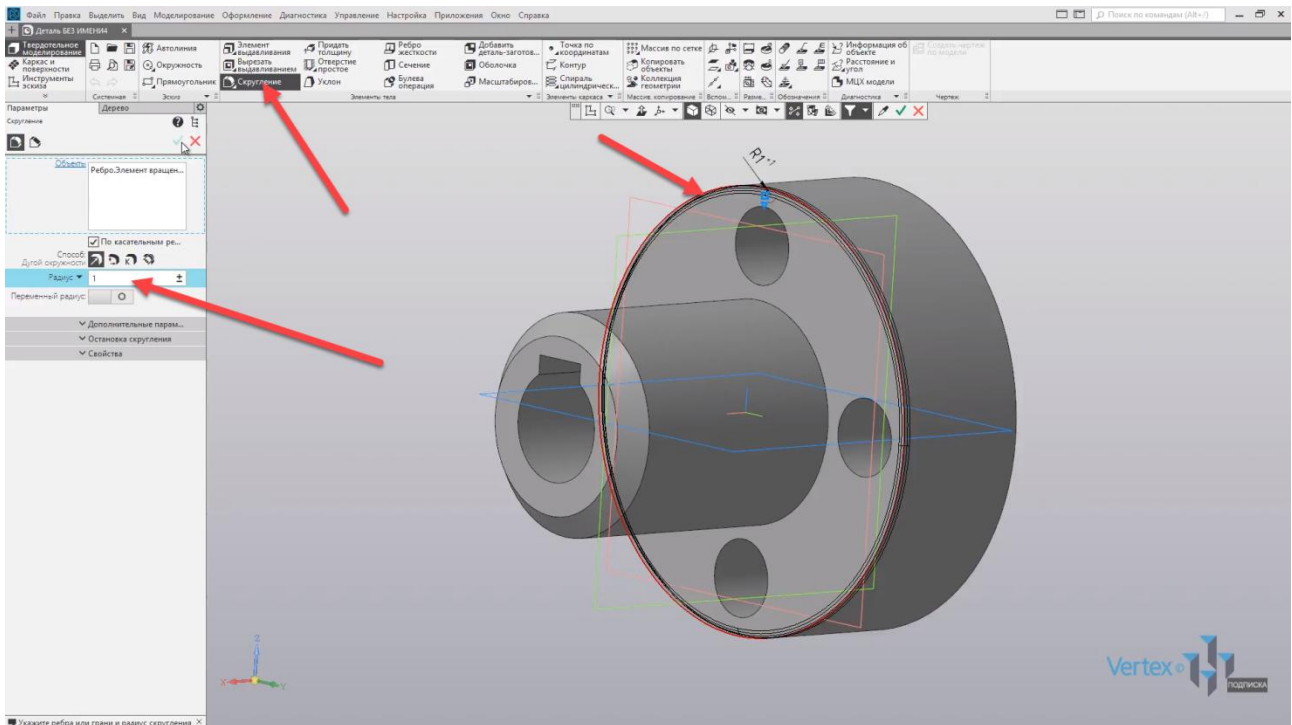 Файл Правка Выделить Вид Моделирование Оформление Диагностика Управление Настройка Приложения Окно Справка
Поиск по командам (Alt+/)
Деталь БЕЗ ИМЕНИ4
Твердотельное моделирование
Каркас и поверхности
Инструменты эскиза
Системная
Автолиния
Окружность
Прямоугольник
Эскиз
Элемент выдавливания
Вырезать выдавливанием
Скругление
Придать толщину
Отверстие простое
Уклон
Ребро жесткости
Сечение
Булева операция
Добавить деталь-заготов...
Оболочка
Масштабиров...
Элементы тела
Точка по координатам
Контур
Спираль цилиндрическ...
Элементы каркаса
Массив по сетке
Копировать объекты
Коллекция геометрии
Массив, копирование
Вспом...
Разме...
Обозначения
Информация об объекте
Расстояние и угол
МЦХ модели
Диагностика
Создать чертеж по модели
Чертеж
Параметры
Дерево
Скругление
Объекты
Ребро.Элемент вращен...
По касательным ре...
Способ:
Дугой окружности
Радиус
1
Переменный радиус:
Дополнительные парам...
Остановка скругления
Свойства
R1
Z
X
Y
Vertex
ПОДПИСКА
Укажите ребра или грани и радиус скругления